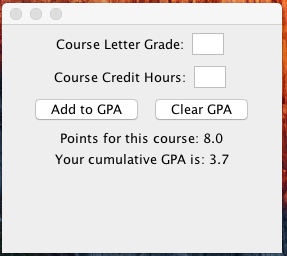 Course Letter Grade:
Course Credit Hours:
Add to GPA Clear GPA
Points for this course: 8.0
Your cumulative GPA is: 3.7